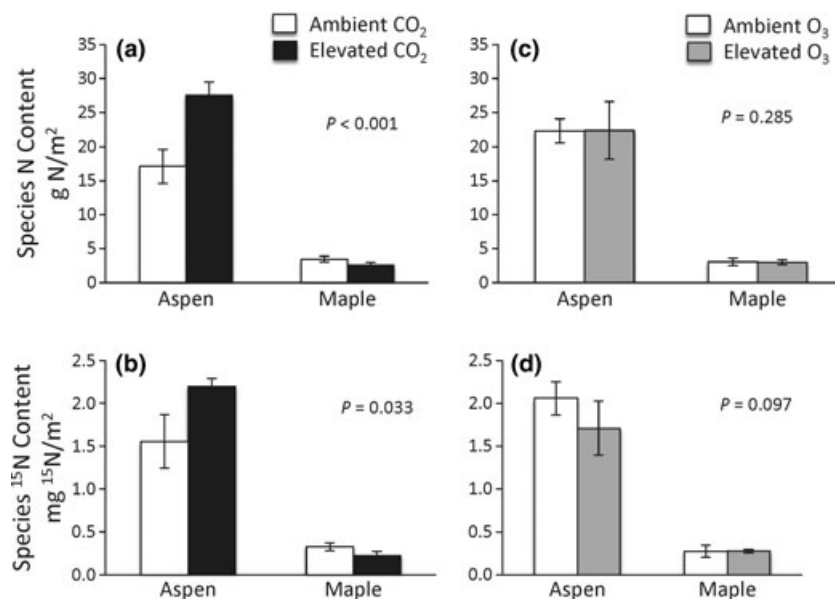 Ambient CO₂
Elevated CO₂
Ambient O₃
Elevated O₃
(a)
Species N Content
g N/m²
35
30
25
20
15
10
5
0
P < 0.001
Aspen Maple
(c)
35
30
25
20
15
10
5
0
P = 0.285
Aspen Maple
(b)
Species ¹⁵N Content
mg ¹⁵N/m²
2.5
2.0
1.5
1.0
0.5
0.0
P = 0.033
Aspen Maple
(d)
2.5
2.0
1.5
1.0
0.5
0.0
P = 0.097
Aspen Maple